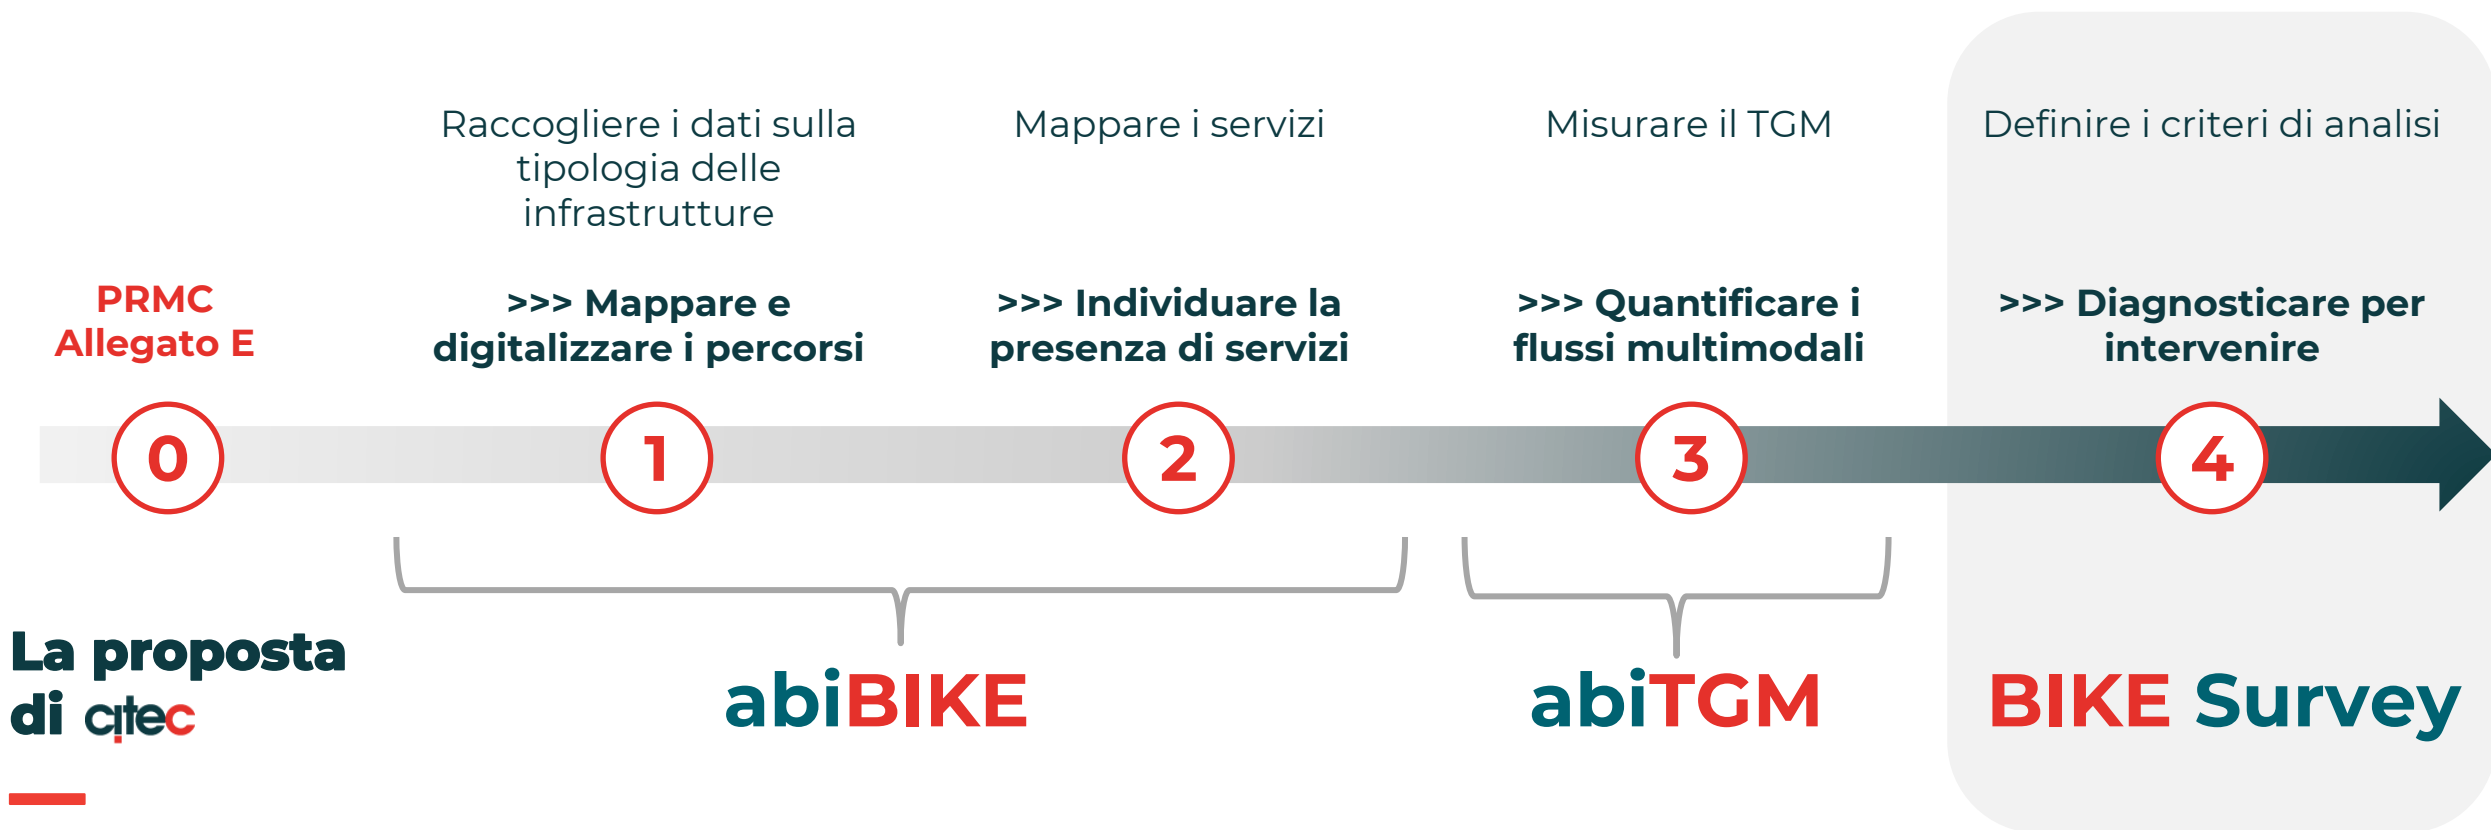 Raccogliere i dati sulla
tipologia delle
infrastrutture
Mappare i servizi
Misurare il TGM
Definire i criteri di analisi
PRMC
Allegato E
>>> Mappare e
digitalizzare i percorsi
>>> Individuare la
presenza di servizi
>>> Quantificare i
flussi multimodali
>>> Diagnosticare per
intervenire
0
1
2
3
4
La proposta
di citec
abiBIKE
abiTGM
BIKE Survey